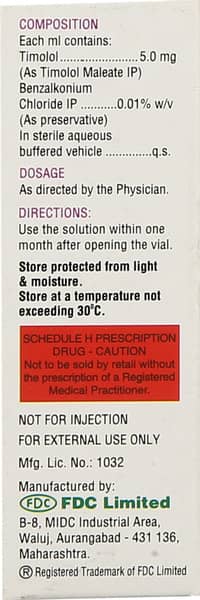 COMPOSITION
Each ml contains:
Timolol.......................5.0 mg
(As Timolol Maleate IP)
Benzalkonium
Chloride IP ...........0.01% w/v
(As preservative)
In sterile aqueous
buffered vehicle ..............q.s.
DOSAGE
As directed by the Physician.
DIRECTIONS:
Use the solution within one
month after opening the vial.
Store protected from light
& moisture.
Store at a temperature not
exceeding 30°C.
SCHEDULE H PRESCRIPTION
DRUG - CAUTION
Not to be sold by retail without
the prescription of a Registered
Medical Practitioner.
NOT FOR INJECTION
FOR EXTERNAL USE ONLY
Mfg. Lic. No.: 1032
Manufactured by:
FDC FDC Limited
B-8, MIDC Industrial Area,
Waluj, Aurangabad - 431 136,
Maharashtra.
® Registered Trademark of FDC Limited